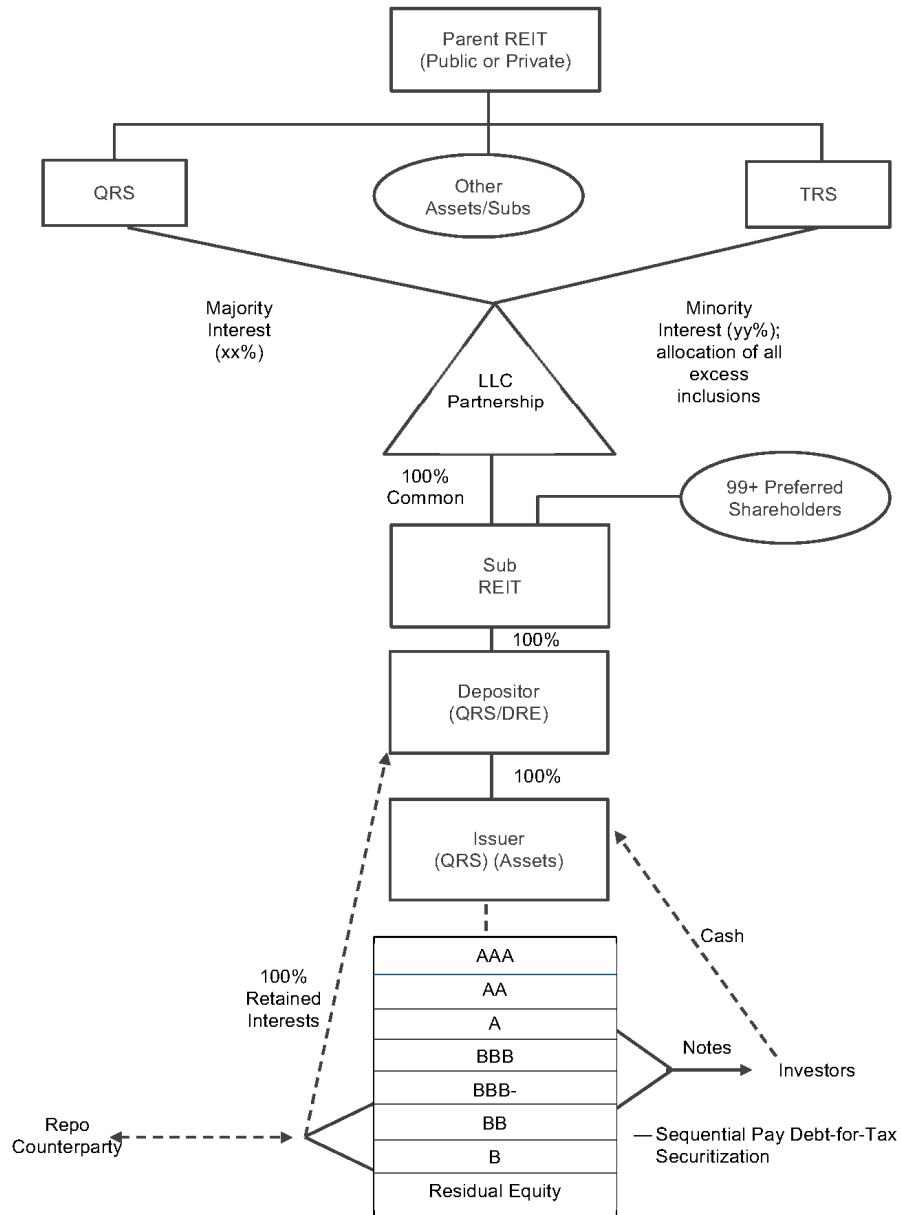 Parent REIT
(Public or Private)
QRS
Other
Assets/Subs
TRS
Majority
Interest
(xx%)
Minority
Interest (yy%);
allocation of all
excess
inclusions
LLC
Partnership
100%
Common
99+ Preferred
Shareholders
Sub
REIT
100%
Depositor
(QRS/DRE)
100%
Issuer
(QRS) (Assets)
Cash
100%
Retained
Interests
AAA
AA
A
BBB
BBB-
BB
B
Residual Equity
Notes
Investors
Repo
Counterparty
— Sequential Pay Debt-for-Tax
Securitization